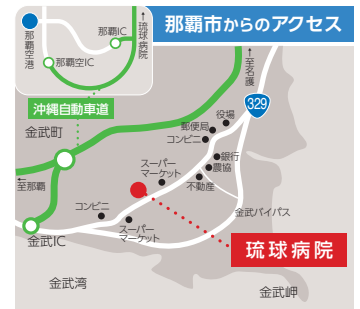 那覇市からのアクセス
↑琉球病院
那覇IC
那覇空港
那覇空IC
↑至名護
329
沖縄自動車道
金武町
役場
郵便局
コンビニ
銀行
農協
不動産
スーパー
マーケット
←至那覇
コンビニ
スーパー
マーケット
金武バイパス
金武IC
琉球病院
金武湾
金武岬